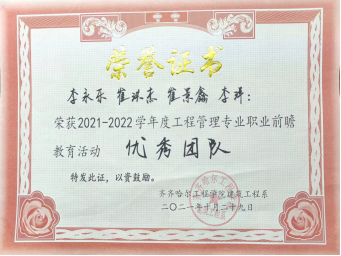 荣誉证书
李永乐 崔琳杰 崔景鑫 李祥:
荣获2021-2022学年度工程管理专业职业前瞻
教育活动 优秀团队
特发此证,以资鼓励。
齐齐哈尔工程学院建筑工程系
二〇二一年十月二十九日